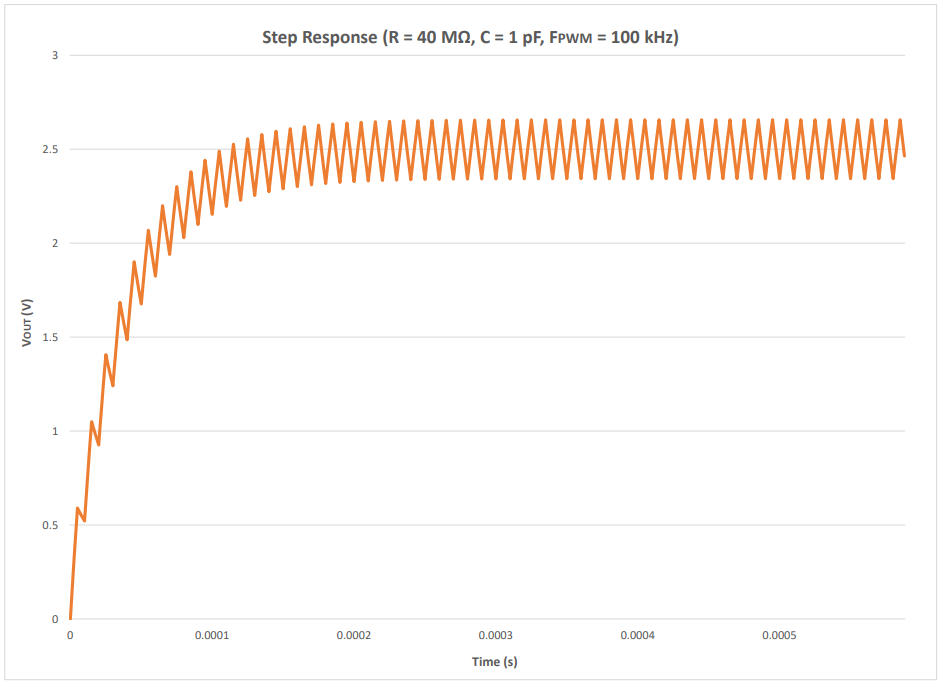 Step Response (R = 40 MΩ, C = 1 pF, FPWM = 100 kHz)
3
2.5
2
1.5
1
0.5
0
VOUT (V)
0 0.0001 0.0002 0.0003 0.0004 0.0005
Time (s)